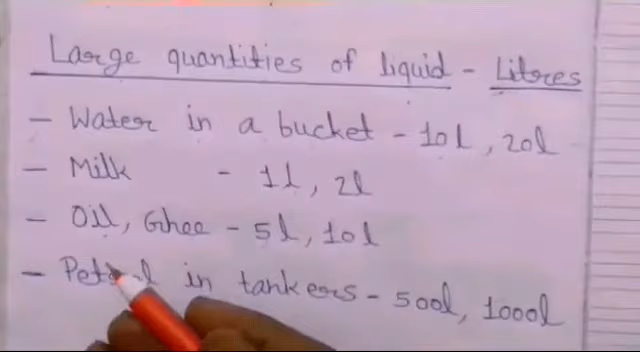 Large quantities of liquid - Litres
- Water in a bucket - 10l, 20l
- Milk - 1l, 2l
- Oil, Ghee - 5l, 10l
- Petrol in tankers - 500l, 1000l